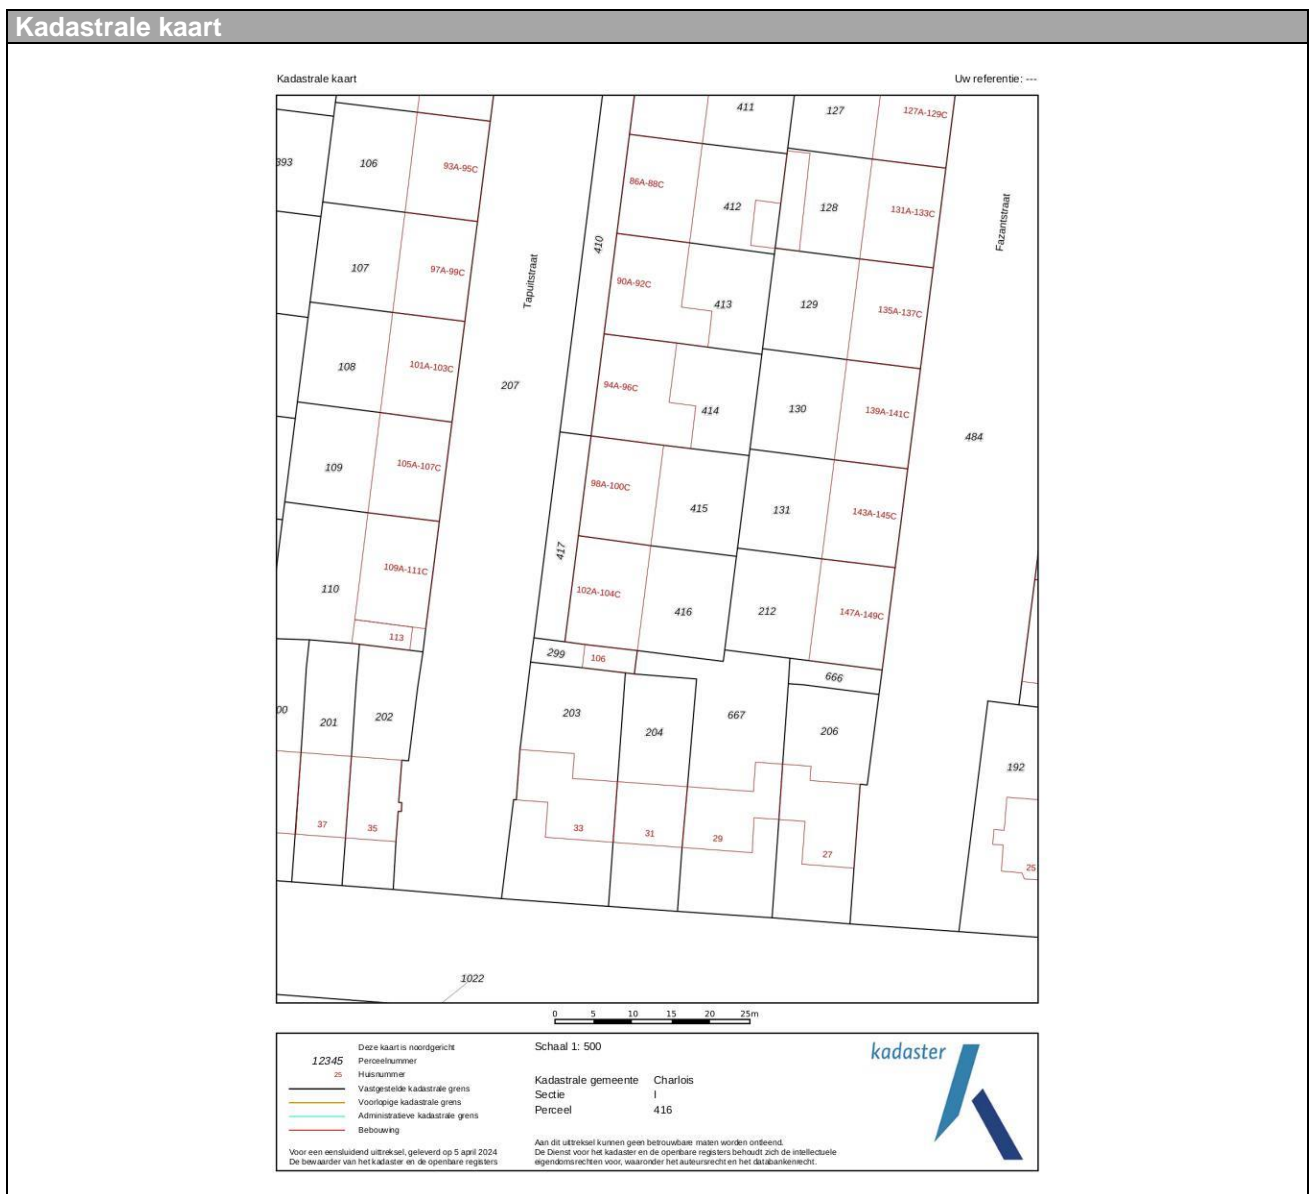 Kadastrale kaart
Kadastrale kaart
Uw referentie: ---
411
127
127A-129C
393
106
93A-95C
86A-88C
412
128
131A-133C
Fazantstraat
410
107
97A-99C
Tapuitstraat
90A-92C
413
129
135A-137C
108
101A-103C
207
94A-96C
414
130
139A-141C
484
109
105A-107C
98A-100C
415
131
143A-145C
417
110
109A-111C
102A-104C
416
212
147A-149C
113
299
106
666
00
201
202
203
204
667
206
192
37
35
33
31
29
27
25
1022
0 5 10 15 20 25m
Deze kaart is noordgericht
12345 Perceelnummer
25 Huisnummer
Vastgestelde kadastrale grens
Voorlopige kadastrale grens
Administratieve kadastrale grens
Bebouwing
Voor een eensluidend uittreksel, geleverd op 5 april 2024
De bewaarder van het kadaster en de openbare registers
Schaal 1: 500
Kadastrale gemeente Charlois
Sectie I
Perceel 416
Aan dit uittreksel kunnen geen betrouwbare maten worden ontleend.
De Dienst voor het kadaster en de openbare registers behoudt zich de intellectuele
eigendomsrechten voor, waaronder het auteursrecht en het databankenrecht.
kadaster